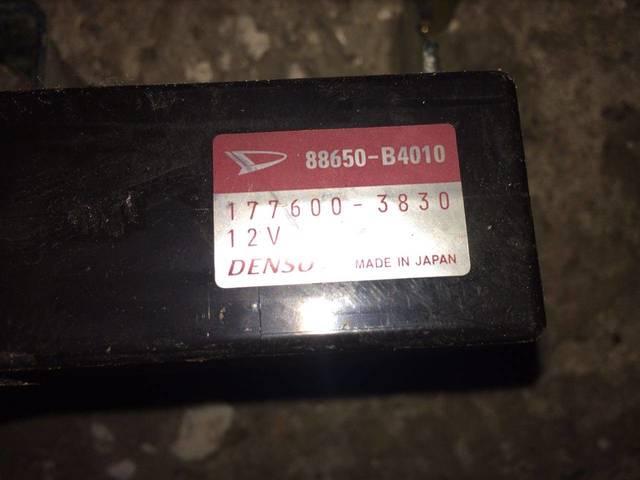 88650-B4010
177600-3830
12V
DENSO MADE IN JAPAN